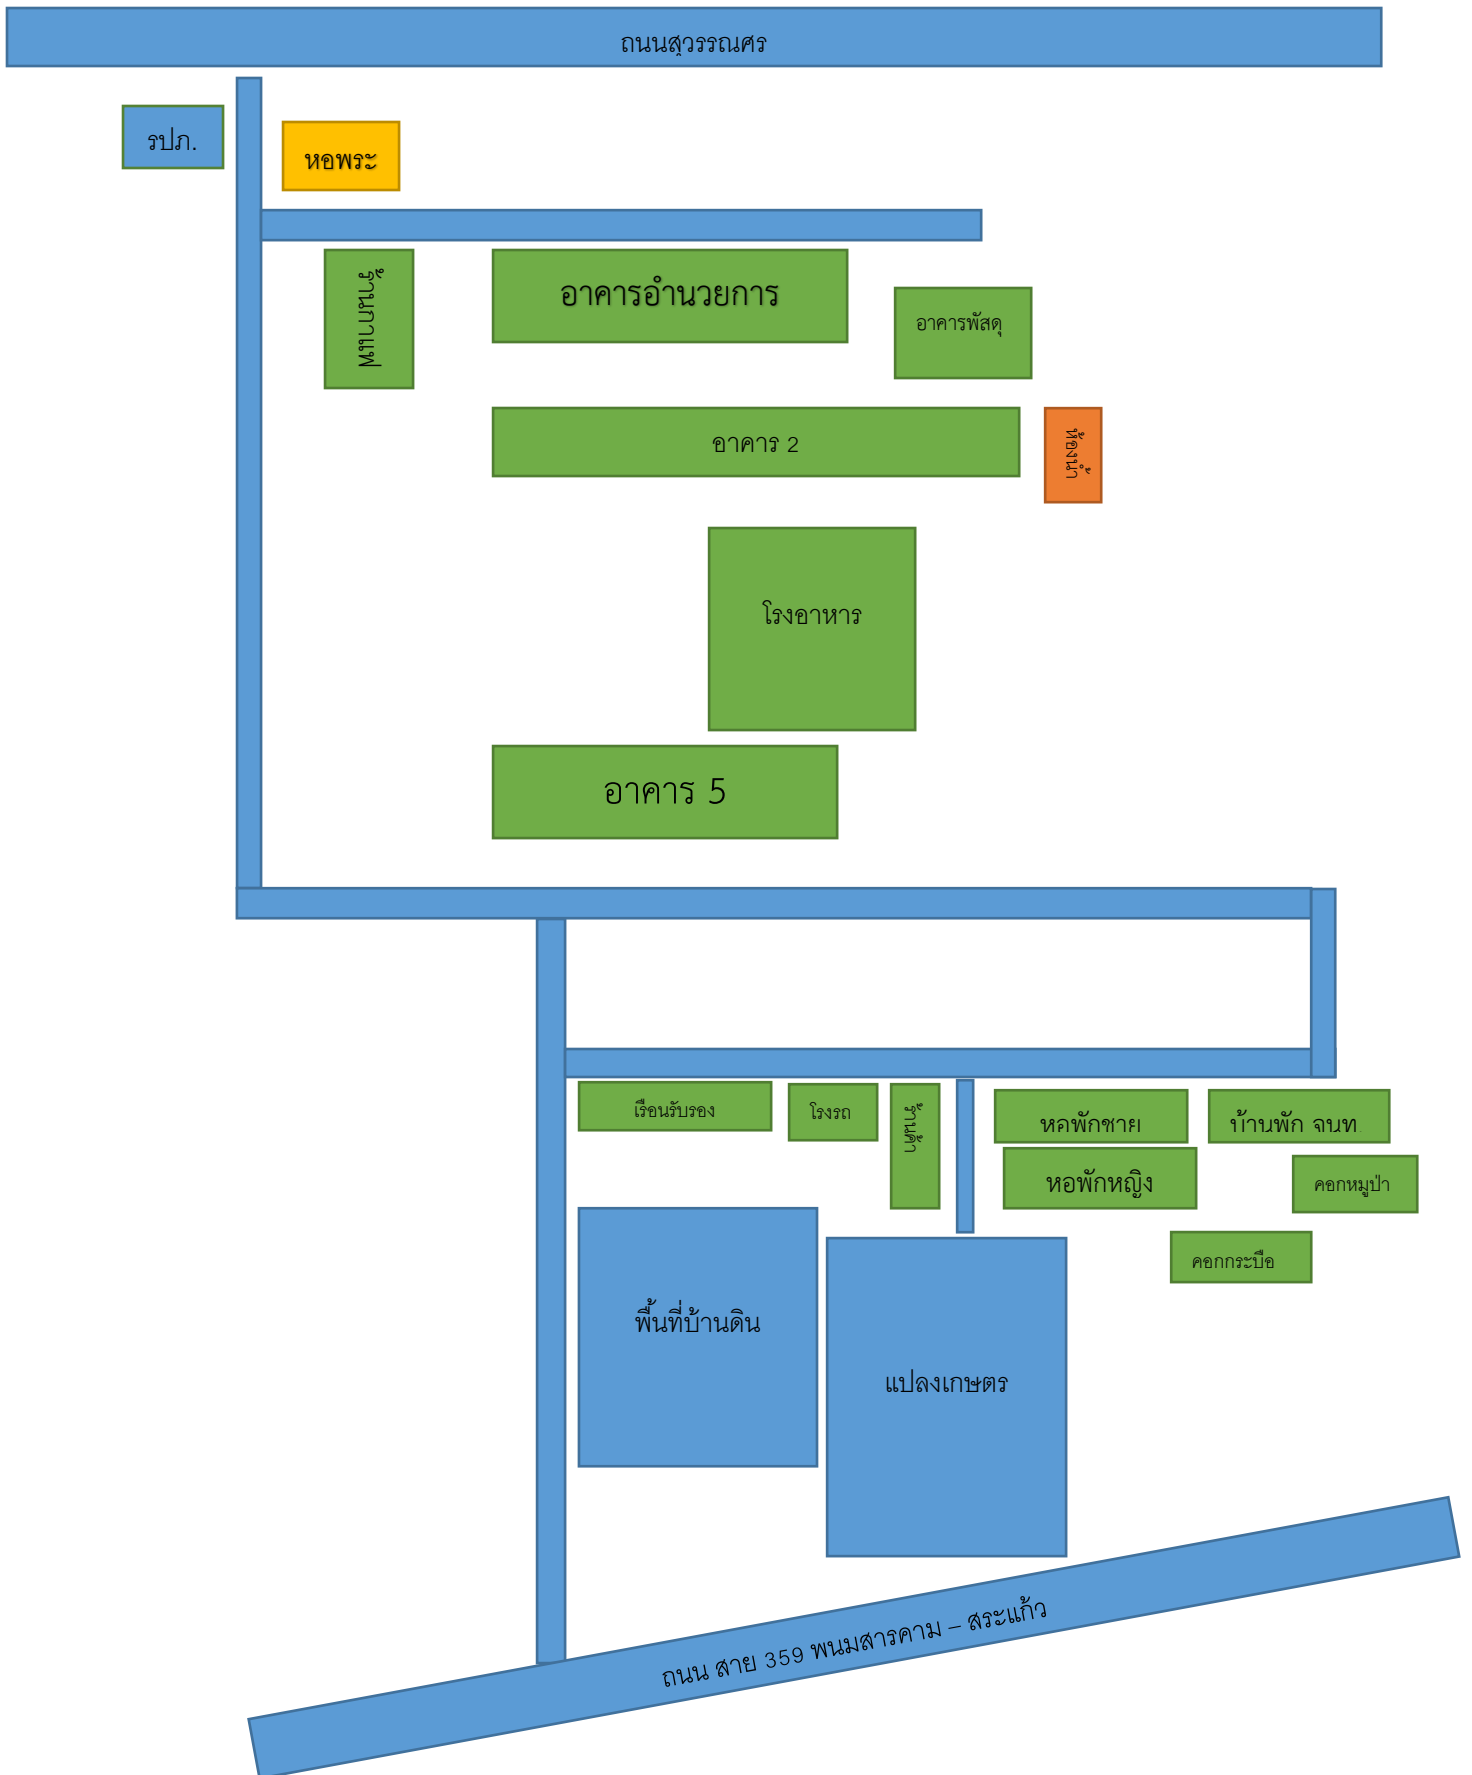 ถนนสุวรรณศร
รปภ.
หอพระ
ร้านกาแฟ
อาคารอำนวยการ
อาคารพัสดุ
อาคาร 2
ห้องน้ำ
โรงอาหาร
อาคาร 5
เรือนรับรอง
โรงรถ
ร้านค้า
หอพักชาย
บ้านพัก จนท.
หอพักหญิง
คอกหมูป่า
คอกกระบือ
พื้นที่บ้านดิน
แปลงเกษตร
ถนน สาย 359 พนมสารคาม – สระแก้ว